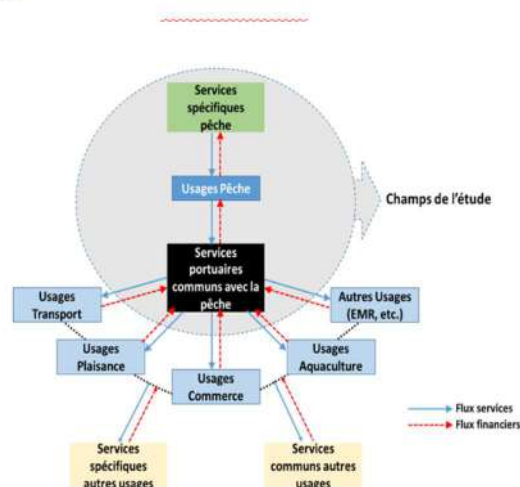 Services
spécifiques
pêche
Usages Pêche
Champs de l'étude
Services
portuaires
communs avec la
pêche
Usages
Transport
Autres Usages
(EMR, etc.)
Usages
Plaisance
Usages
Aquaculture
Usages
Commerce
Flux services
Flux financiers
Services
spécifiques
autres usages
Services
communs autres
usages